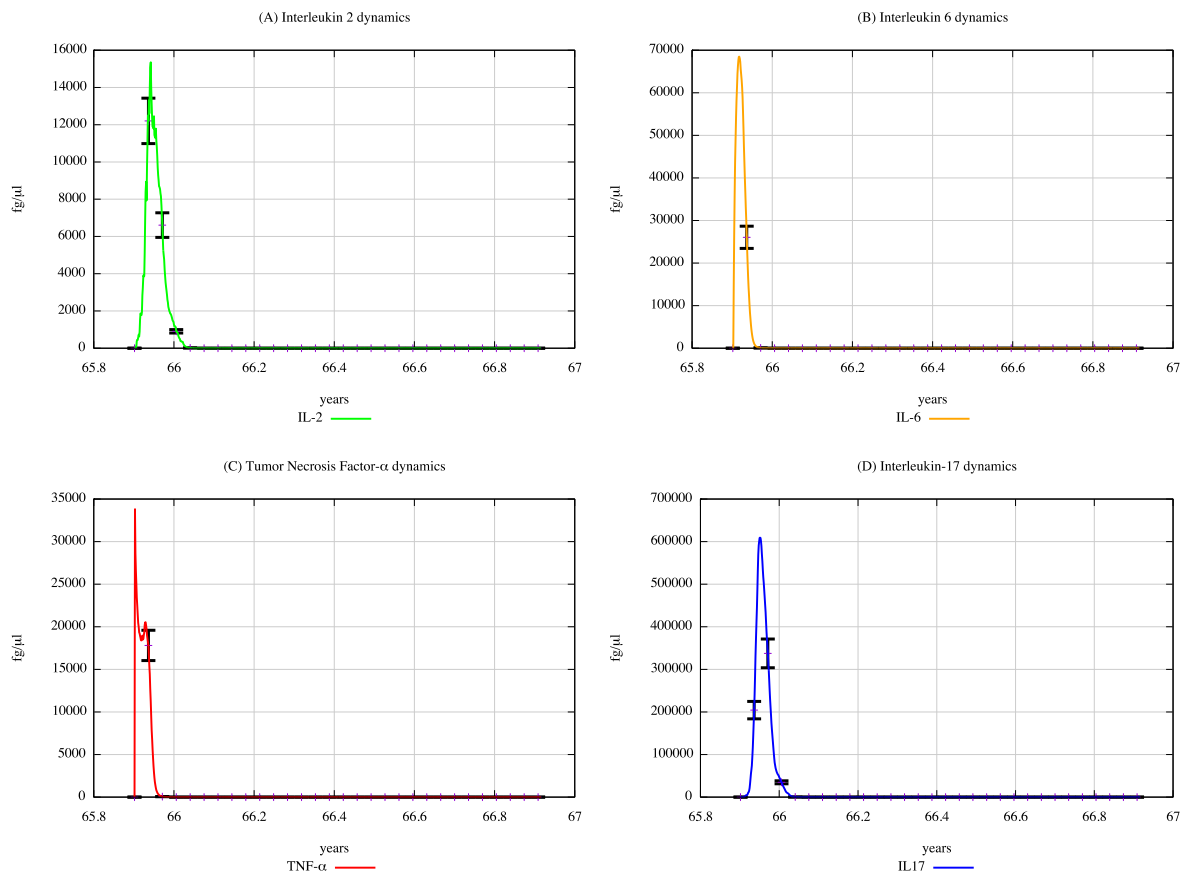 (A) Interleukin 2 dynamics
16000
14000
12000
10000
8000
6000
4000
2000
0
fg/µl
65.8 66 66.2 66.4 66.6 66.8 67
years
IL-2
(B) Interleukin 6 dynamics
70000
60000
50000
40000
30000
20000
10000
0
fg/µl
65.8 66 66.2 66.4 66.6 66.8 67
years
IL-6
(C) Tumor Necrosis Factor-α dynamics
35000
30000
25000
20000
15000
10000
5000
0
fg/µl
65.8 66 66.2 66.4 66.6 66.8 67
years
TNF-α
(D) Interleukin-17 dynamics
700000
600000
500000
400000
300000
200000
100000
0
fg/µl
65.8 66 66.2 66.4 66.6 66.8 67
years
IL17